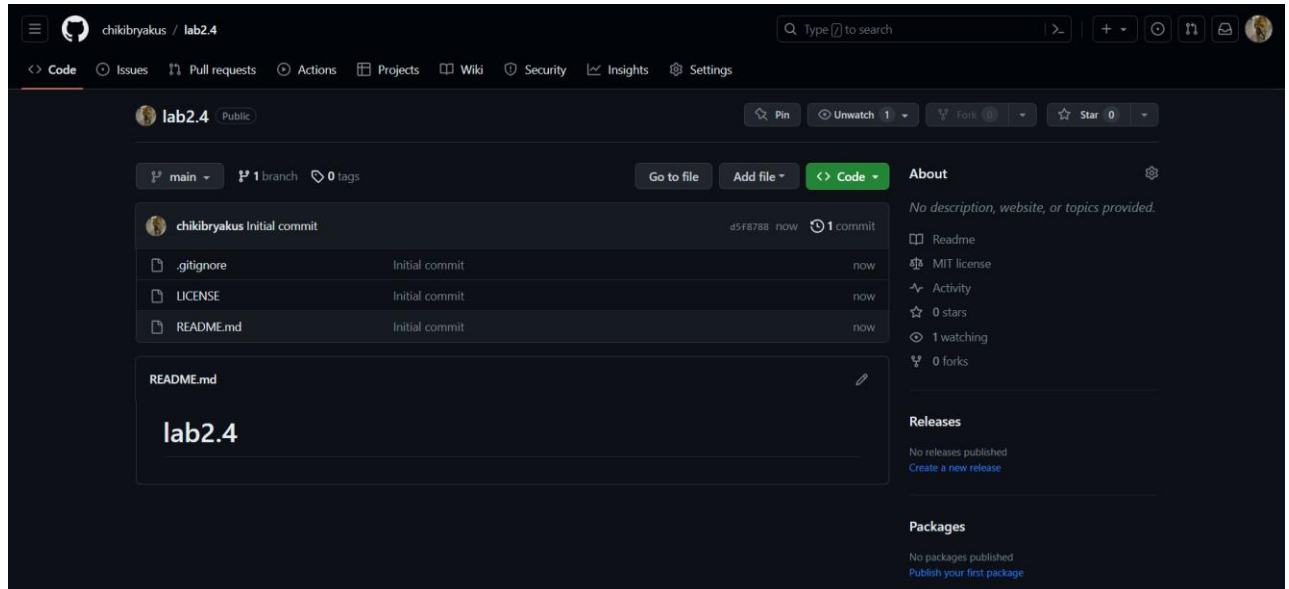 chikibryakus / lab2.4
Type / to search
Code Issues Pull requests Actions Projects Wiki Security Insights Settings
lab2.4 Public
Pin Unwatch 1 Fork 0 Star 0
main 1 branch 0 tags
Go to file Add file Code
chikibryakus Initial commit d5f8788 now 1 commit
.gitignore Initial commit now
LICENSE Initial commit now
README.md Initial commit now
README.md
lab2.4
About
No description, website, or topics provided.
Readme
MIT license
Activity
0 stars
1 watching
0 forks
Releases
No releases published
Create a new release
Packages
No packages published
Publish your first package